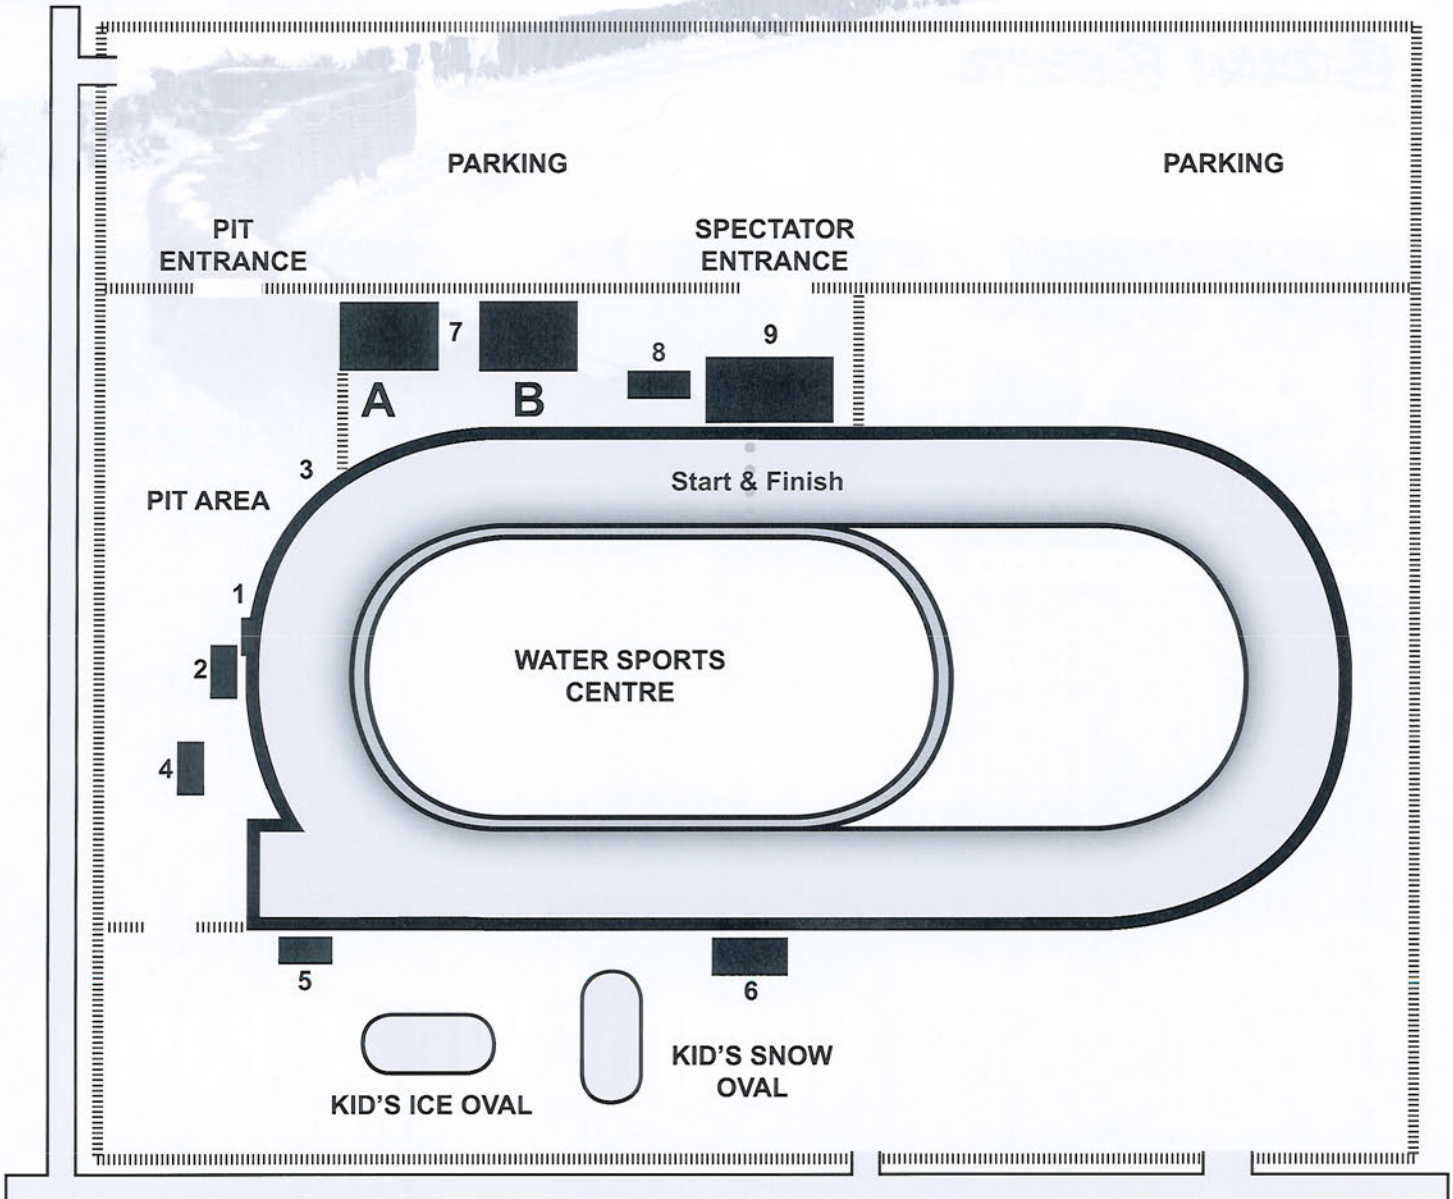 PARKING
PARKING
PIT
ENTRANCE
SPECTATOR
ENTRANCE
7
9
8
A
B
3
Start & Finish
PIT AREA
1
2
WATER SPORTS
CENTRE
4
5
6
KID'S SNOW
OVAL
KID'S ICE OVAL